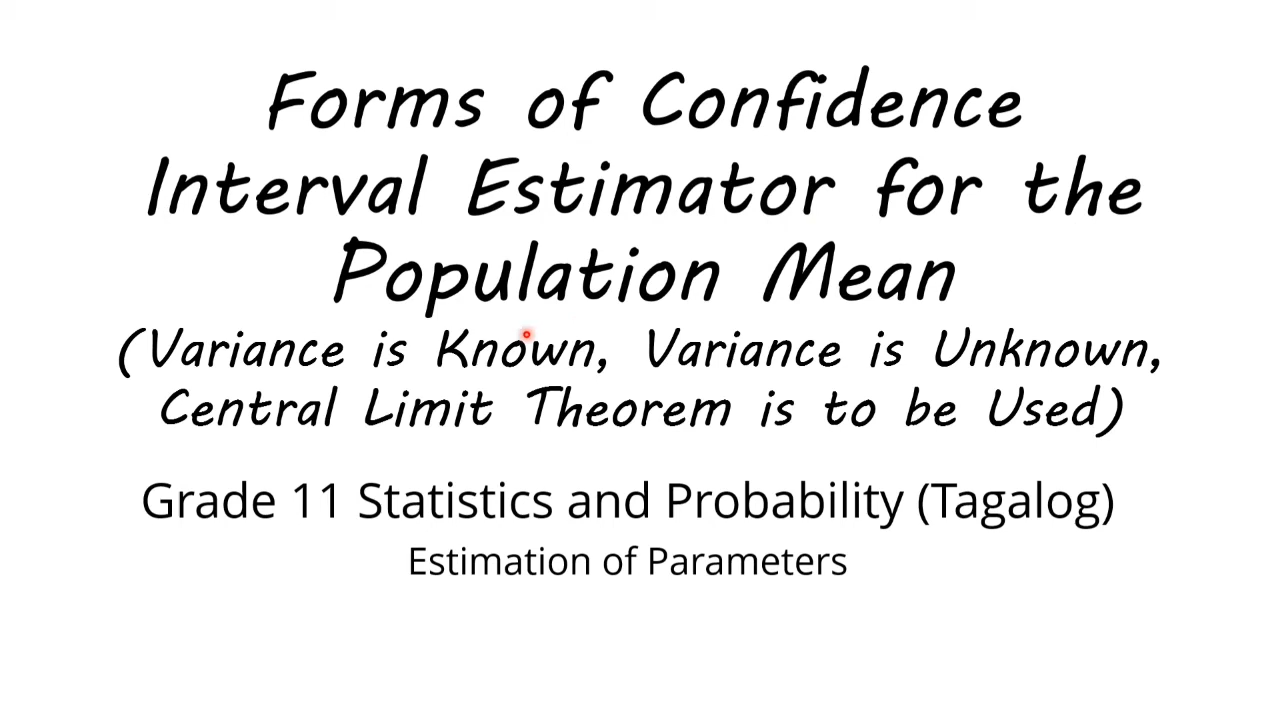 Forms of Confidence
Interval Estimator for the
Population Mean
(Variance is Known, Variance is Unknown,
Central Limit Theorem is to be Used)
Grade 11 Statistics and Probability (Tagalog)
Estimation of Parameters